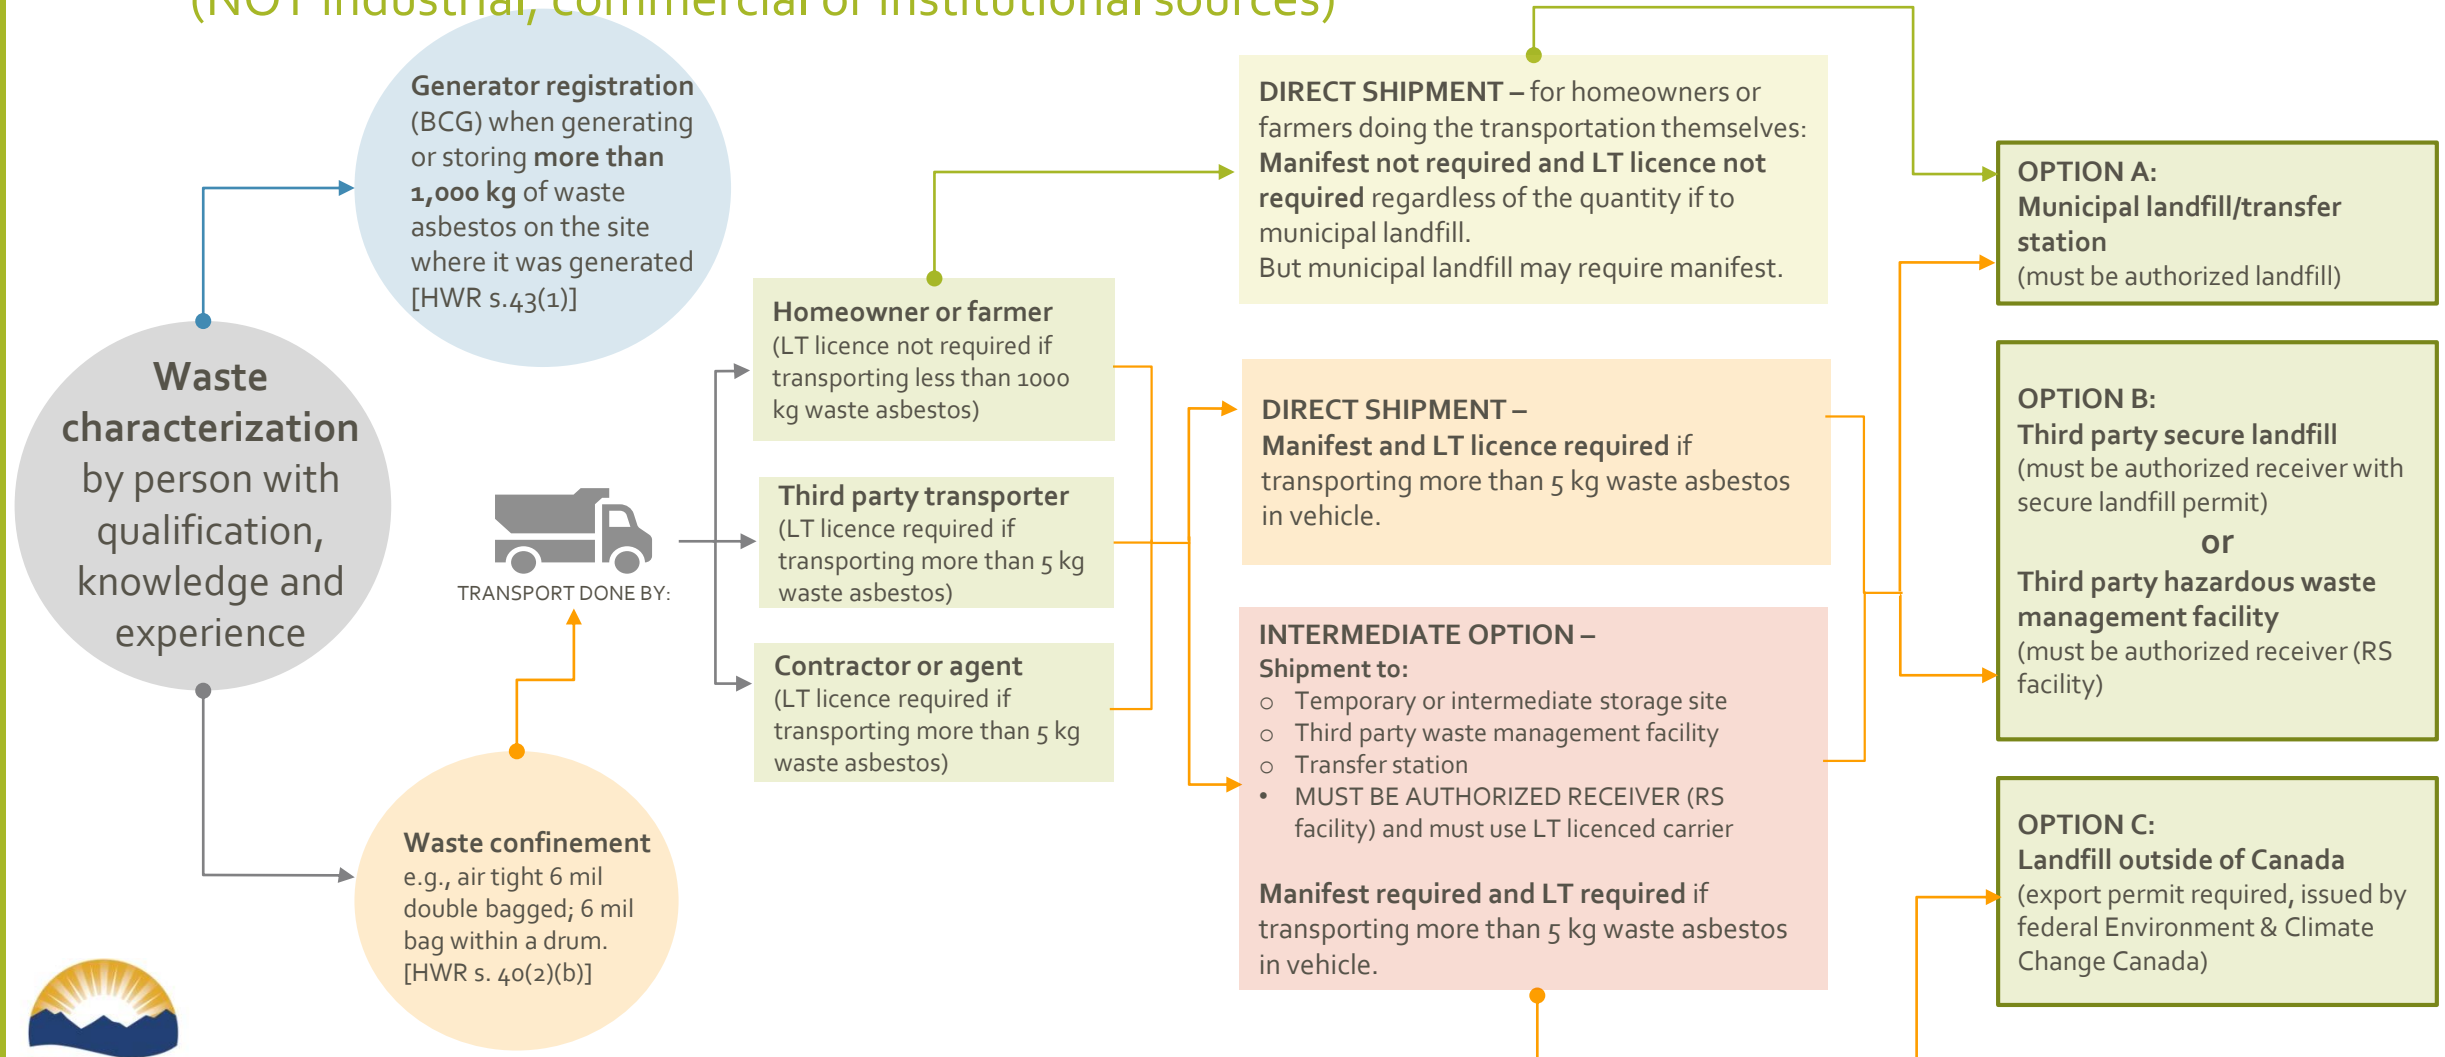 (NOT industrial, commercial or institutional sources)
Generator registration
(BCG) when generating
or storing more than
1,000 kg of waste
asbestos on the site
where it was generated
[HWR s.43(1)]
Waste
characterization
by person with
qualification,
knowledge and
experience
Waste confinement
e.g., air tight 6 mil
double bagged; 6 mil
bag within a drum.
[HWR s. 40(2)(b)]
TRANSPORT DONE BY:
Homeowner or farmer
(LT licence not required if
transporting less than 1000
kg waste asbestos)
Third party transporter
(LT licence required if
transporting more than 5 kg
waste asbestos)
Contractor or agent
(LT licence required if
transporting more than 5 kg
waste asbestos)
DIRECT SHIPMENT – for homeowners or
farmers doing the transportation themselves:
Manifest not required and LT licence not
required regardless of the quantity if to
municipal landfill.
But municipal landfill may require manifest.
DIRECT SHIPMENT –
Manifest and LT licence required if
transporting more than 5 kg waste asbestos
in vehicle.
INTERMEDIATE OPTION –
Shipment to:
o Temporary or intermediate storage site
o Third party waste management facility
o Transfer station
• MUST BE AUTHORIZED RECEIVER (RS
facility) and must use LT licenced carrier
Manifest required and LT required if
transporting more than 5 kg waste asbestos
in vehicle.
OPTION A:
Municipal landfill/transfer
station
(must be authorized landfill)
OPTION B:
Third party secure landfill
(must be authorized receiver with
secure landfill permit)
or
Third party hazardous waste
management facility
(must be authorized receiver (RS
facility)
OPTION C:
Landfill outside of Canada
(export permit required, issued by
federal Environment & Climate
Change Canada)